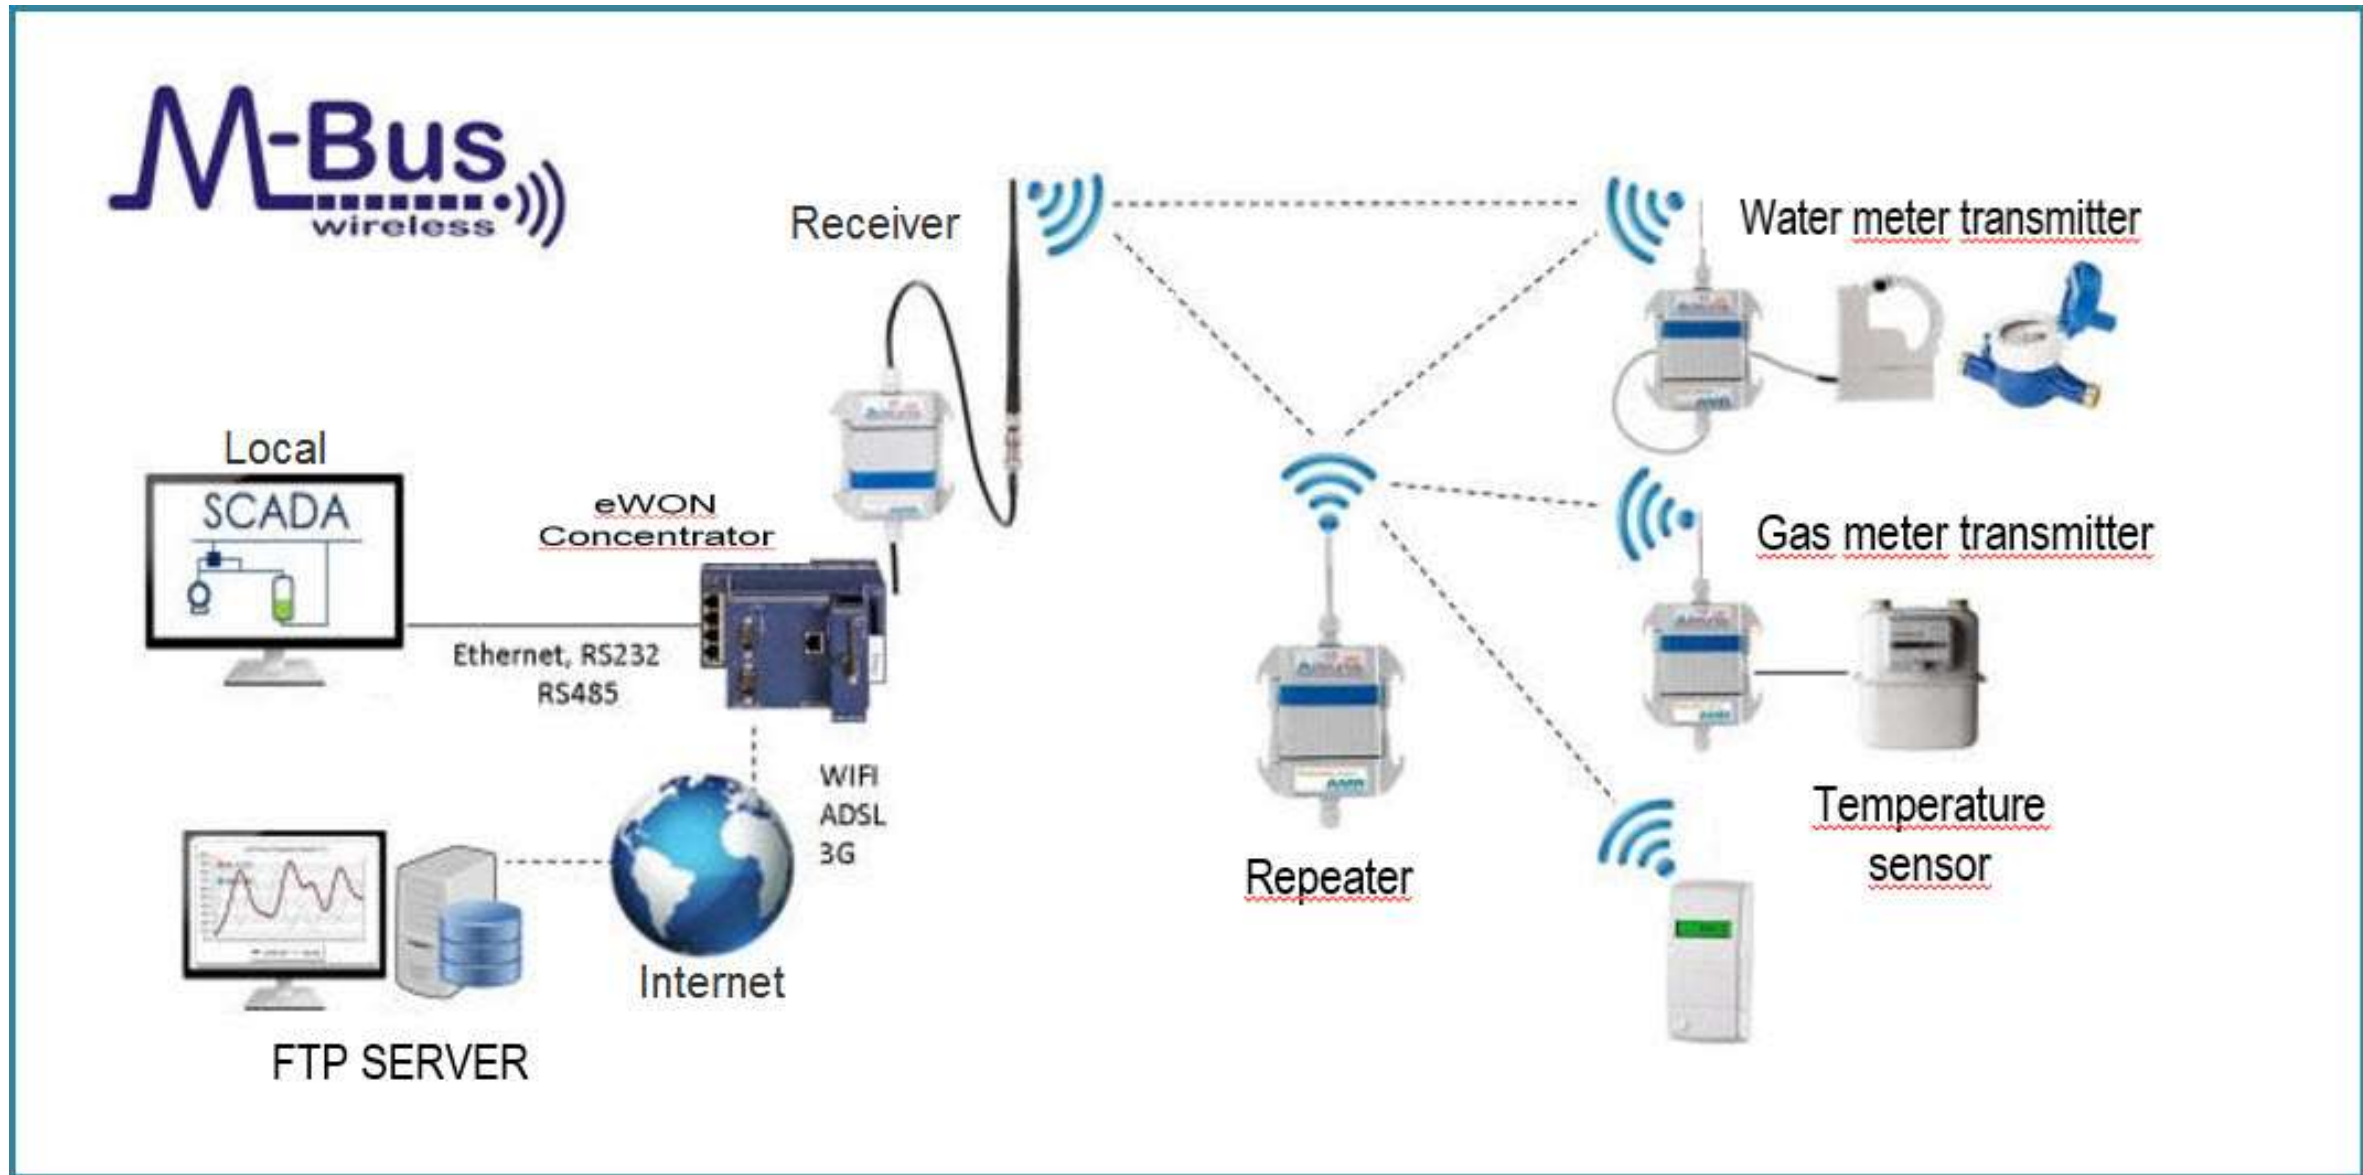 M-Bus
wireless
Receiver
Water meter transmitter
Local
SCADA
eWON
Concentrator
Ethernet, RS232
RS485
Gas meter transmitter
WIFI
ADSL
3G
Temperature
sensor
Repeater
Internet
FTP SERVER